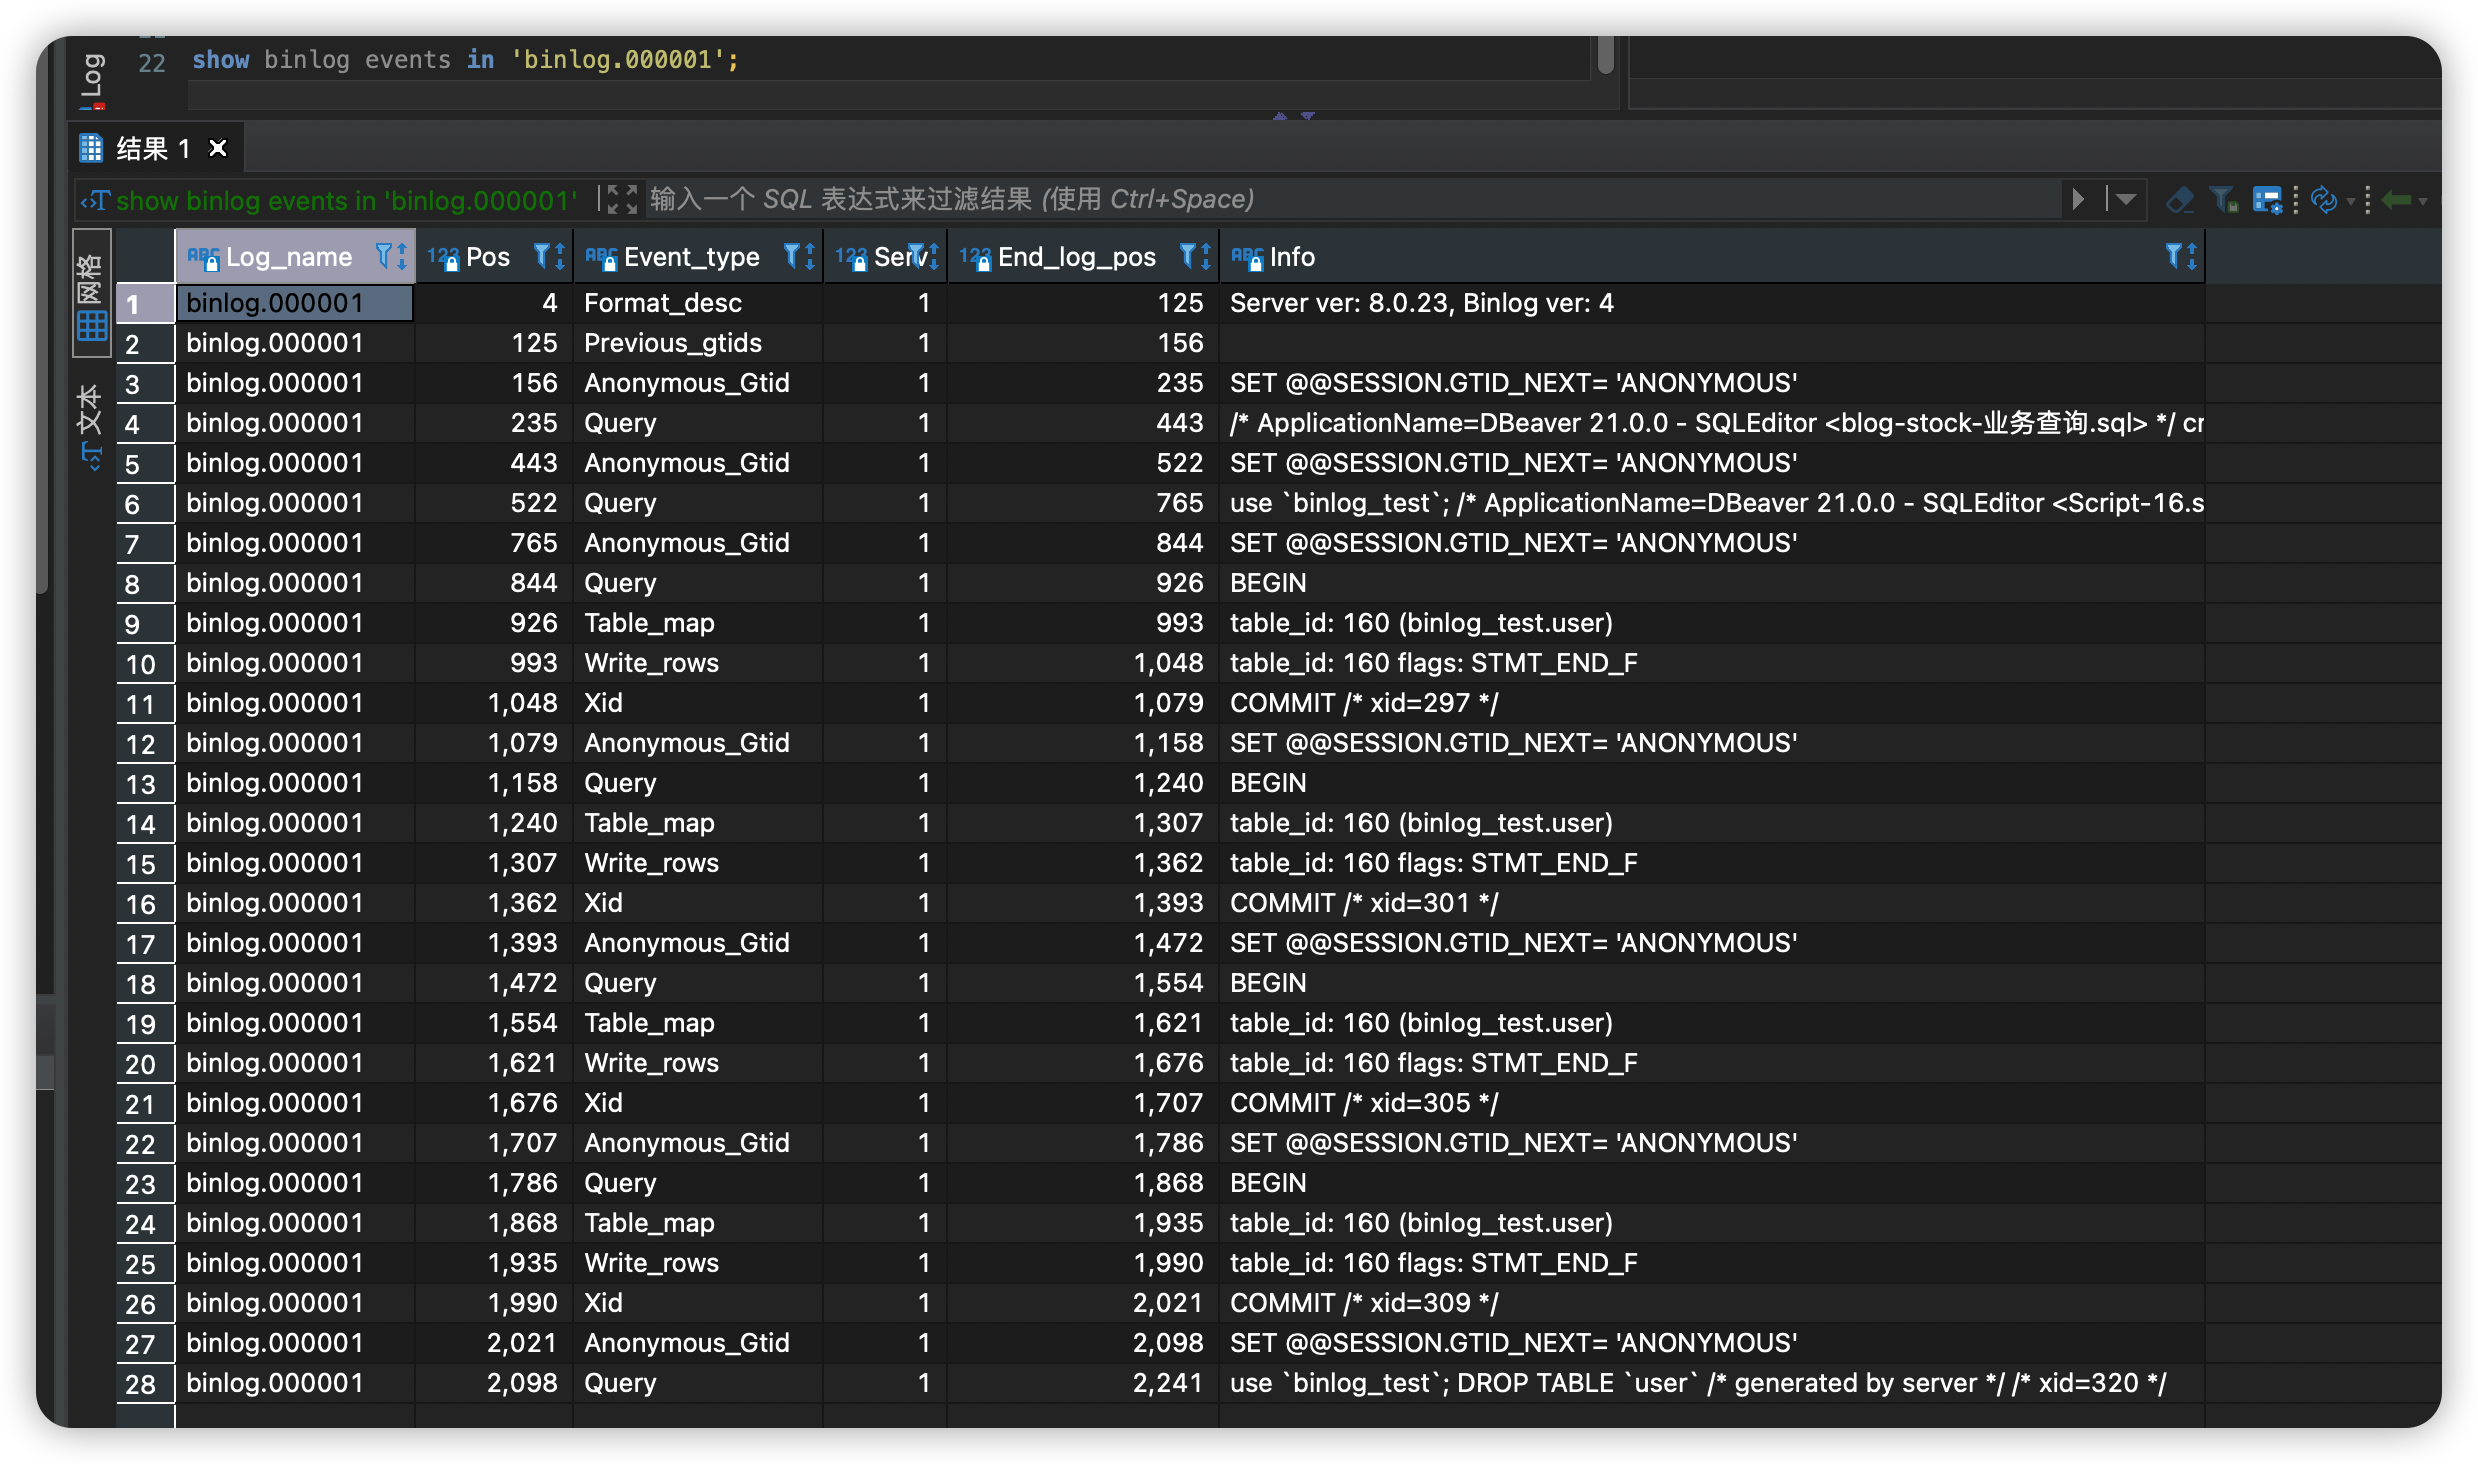 Log
22 show binlog events in 'binlog.000001';
结果 1
show binlog events in 'binlog.000001' 输入一个 SQL 表达式来过滤结果 (使用 Ctrl+Space)
网格
文本
Log_name Pos Event_type Serv End_log_pos Info
1 binlog.000001 4 Format_desc 1 125 Server ver: 8.0.23, Binlog ver: 4
2 binlog.000001 125 Previous_gtids 1 156
3 binlog.000001 156 Anonymous_Gtid 1 235 SET @@SESSION.GTID_NEXT= 'ANONYMOUS'
4 binlog.000001 235 Query 1 443 /* ApplicationName=DBeaver 21.0.0 - SQLEditor <blog-stock-业务查询.sql> */ cr
5 binlog.000001 443 Anonymous_Gtid 1 522 SET @@SESSION.GTID_NEXT= 'ANONYMOUS'
6 binlog.000001 522 Query 1 765 use `binlog_test`; /* ApplicationName=DBeaver 21.0.0 - SQLEditor <Script-16.s
7 binlog.000001 765 Anonymous_Gtid 1 844 SET @@SESSION.GTID_NEXT= 'ANONYMOUS'
8 binlog.000001 844 Query 1 926 BEGIN
9 binlog.000001 926 Table_map 1 993 table_id: 160 (binlog_test.user)
10 binlog.000001 993 Write_rows 1 1,048 table_id: 160 flags: STMT_END_F
11 binlog.000001 1,048 Xid 1 1,079 COMMIT /* xid=297 */
12 binlog.000001 1,079 Anonymous_Gtid 1 1,158 SET @@SESSION.GTID_NEXT= 'ANONYMOUS'
13 binlog.000001 1,158 Query 1 1,240 BEGIN
14 binlog.000001 1,240 Table_map 1 1,307 table_id: 160 (binlog_test.user)
15 binlog.000001 1,307 Write_rows 1 1,362 table_id: 160 flags: STMT_END_F
16 binlog.000001 1,362 Xid 1 1,393 COMMIT /* xid=301 */
17 binlog.000001 1,393 Anonymous_Gtid 1 1,472 SET @@SESSION.GTID_NEXT= 'ANONYMOUS'
18 binlog.000001 1,472 Query 1 1,554 BEGIN
19 binlog.000001 1,554 Table_map 1 1,621 table_id: 160 (binlog_test.user)
20 binlog.000001 1,621 Write_rows 1 1,676 table_id: 160 flags: STMT_END_F
21 binlog.000001 1,676 Xid 1 1,707 COMMIT /* xid=305 */
22 binlog.000001 1,707 Anonymous_Gtid 1 1,786 SET @@SESSION.GTID_NEXT= 'ANONYMOUS'
23 binlog.000001 1,786 Query 1 1,868 BEGIN
24 binlog.000001 1,868 Table_map 1 1,935 table_id: 160 (binlog_test.user)
25 binlog.000001 1,935 Write_rows 1 1,990 table_id: 160 flags: STMT_END_F
26 binlog.000001 1,990 Xid 1 2,021 COMMIT /* xid=309 */
27 binlog.000001 2,021 Anonymous_Gtid 1 2,098 SET @@SESSION.GTID_NEXT= 'ANONYMOUS'
28 binlog.000001 2,098 Query 1 2,241 use `binlog_test`; DROP TABLE `user` /* generated by server */ /* xid=320 */